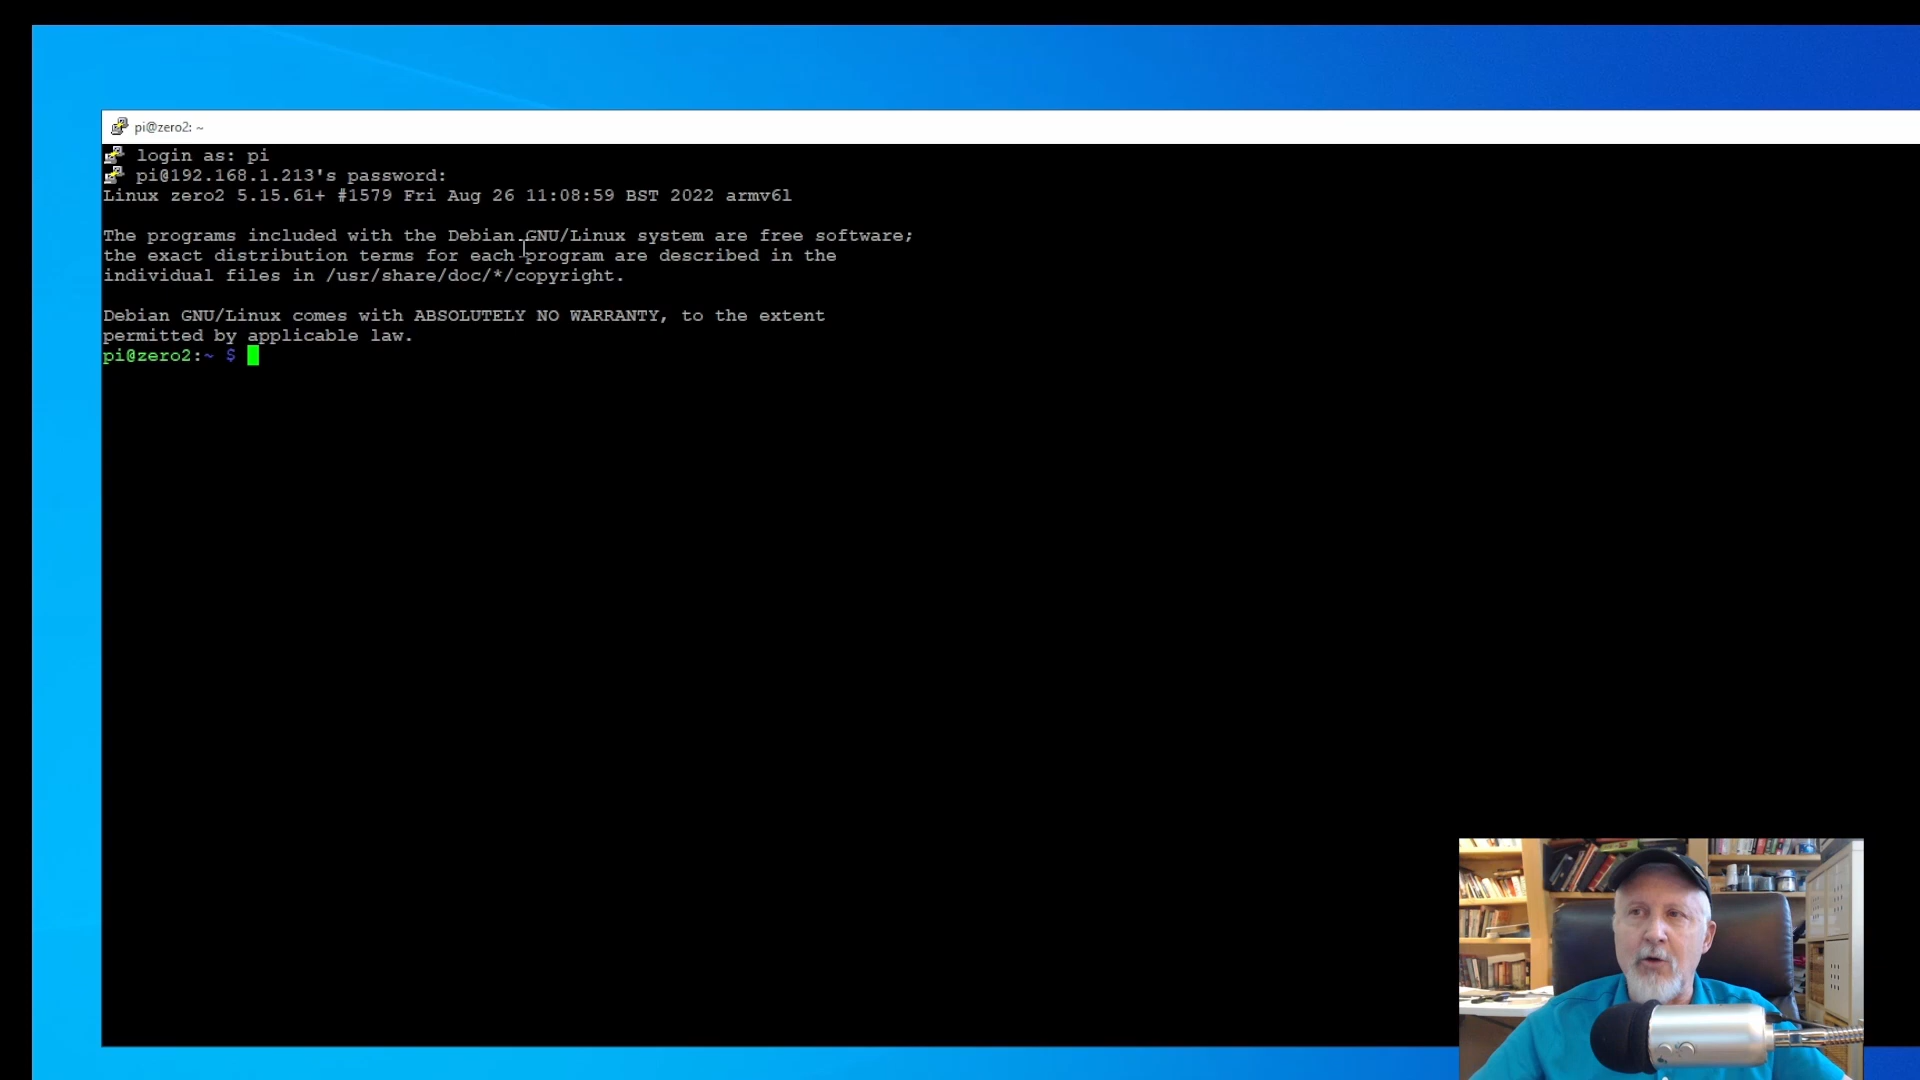 pi@zero2: ~
login as: pi
pi@192.168.1.213's password:
Linux zero2 5.15.61+ #1579 Fri Aug 26 11:08:59 BST 2022 armv6l
The programs included with the Debian GNU/Linux system are free software;
the exact distribution terms for each program are described in the
individual files in /usr/share/doc/*/copyright.
Debian GNU/Linux comes with ABSOLUTELY NO WARRANTY, to the extent
permitted by applicable law.
pi@zero2:~ $